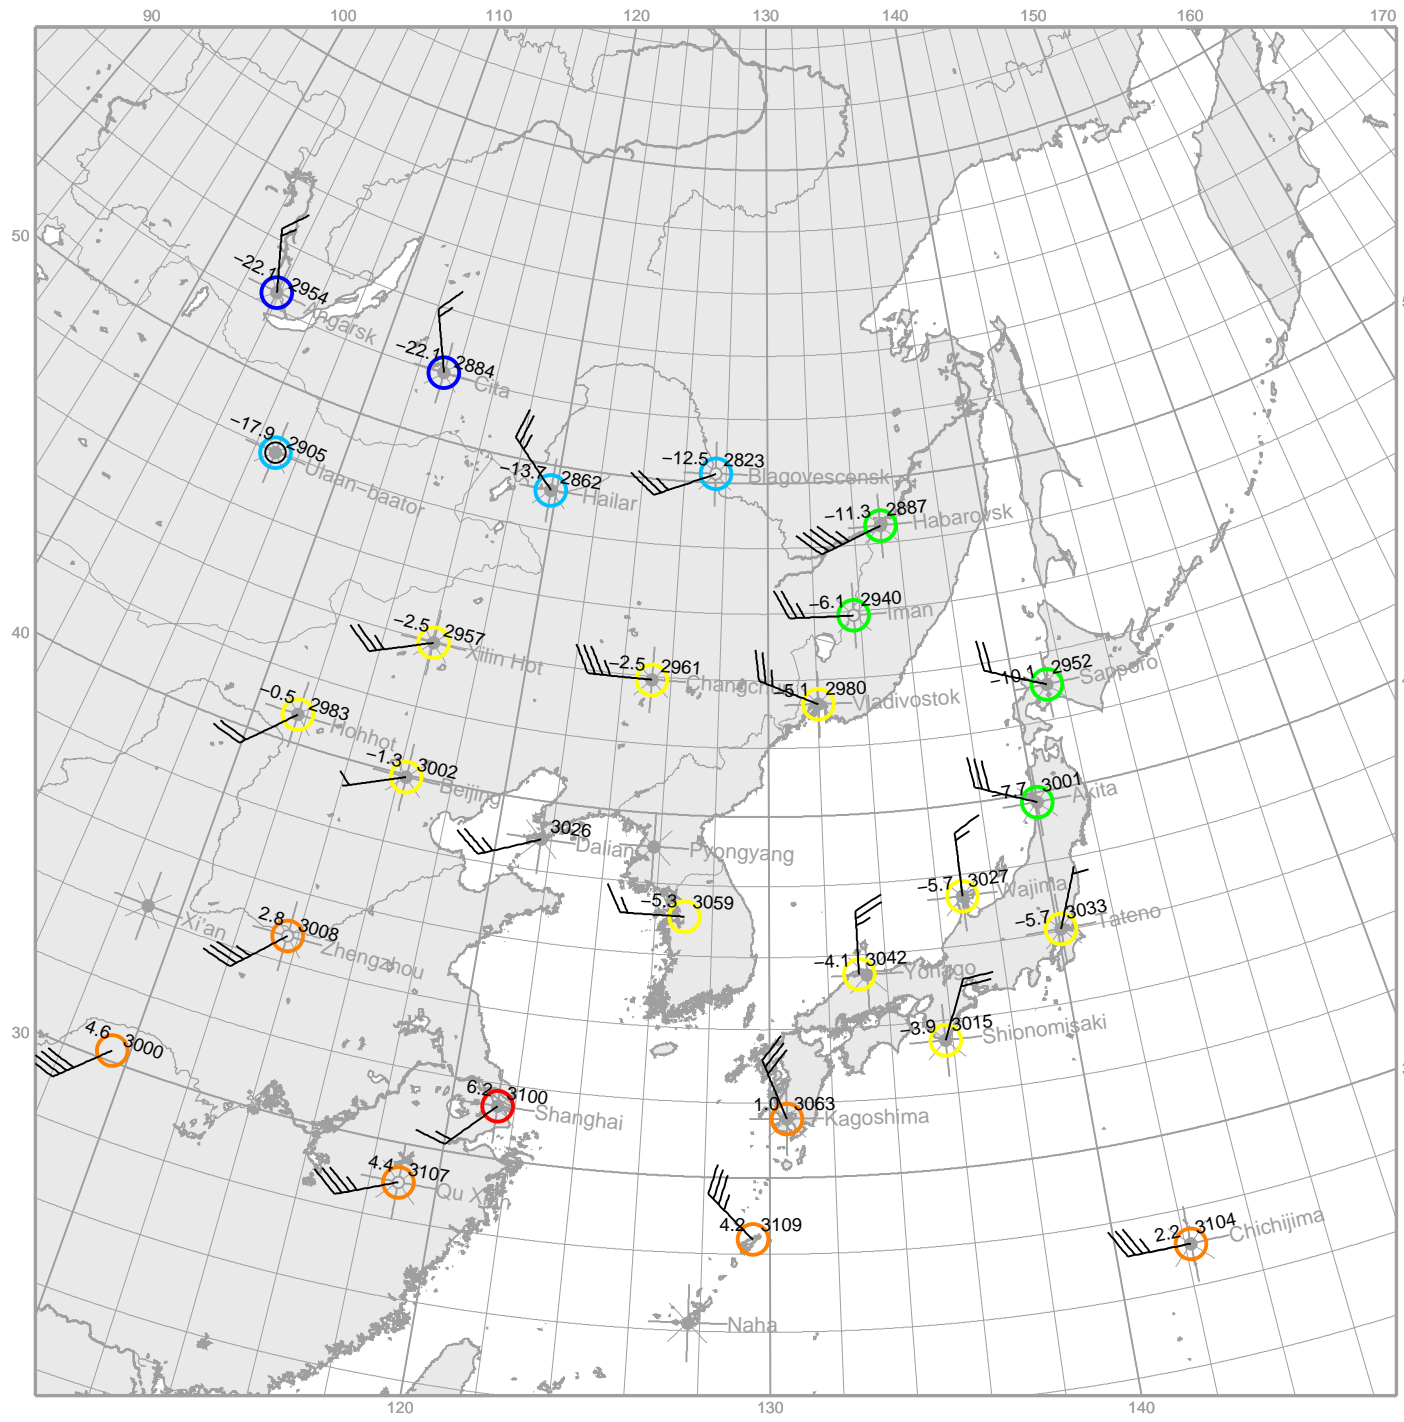 90 100 110 120 130 140 150 160 170
50
−22.1 2954
Angarsk
−22.1 2884
Cita
−17.9 2905
Ulaan−baator
−13.7 2862
Hailar
−12.5 2823
Blagovescensk
−11.3 2887
Habarovsk
−6.1 2940
Iman
40
−2.5 2957
Xilin Hot
−2.5 2961
Changchun
−5.1 2980
Vladivostok
−10.1 2952
Sapporo
−0.5 2983
Hohhot
−1.3 3002
Beijing
−7.7 3001
Akita
3026
Dalian
Pyongyang
−5.7 3027
Wajima
−5.3 3059
−5.7 3033
Tateno
Xi'an
2.8 3008
Zhengzhou
−4.1 3042
Yonago
30
4.6 3000
−3.9 3015
Shionomisaki
6.2 3100
Shanghai
1.0 3063
Kagoshima
4.4 3107
Qu Xian
4.2 3109
2.2 3104
Chichijima
Naha
120 130 140